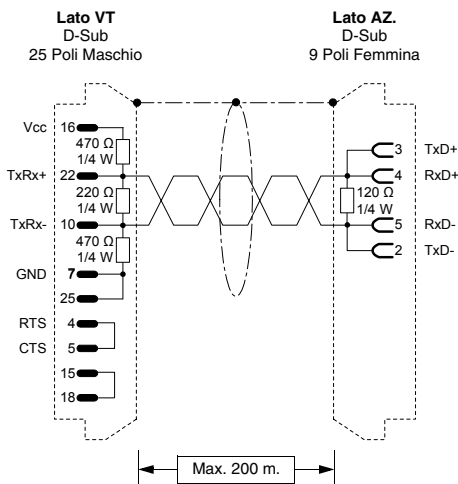 Lato VT
D-Sub
25 Poli Maschio
Lato AZ.
D-Sub
9 Poli Femmina
Vcc 16
470 Ω
1/4 W
TxRx+ 22
220 Ω
1/4 W
TxRx- 10
470 Ω
1/4 W
GND 7
25
RTS 4
CTS 5
15
18
3 TxD+
4 RxD+
120 Ω
1/4 W
5 RxD-
2 TxD-
Max. 200 m.